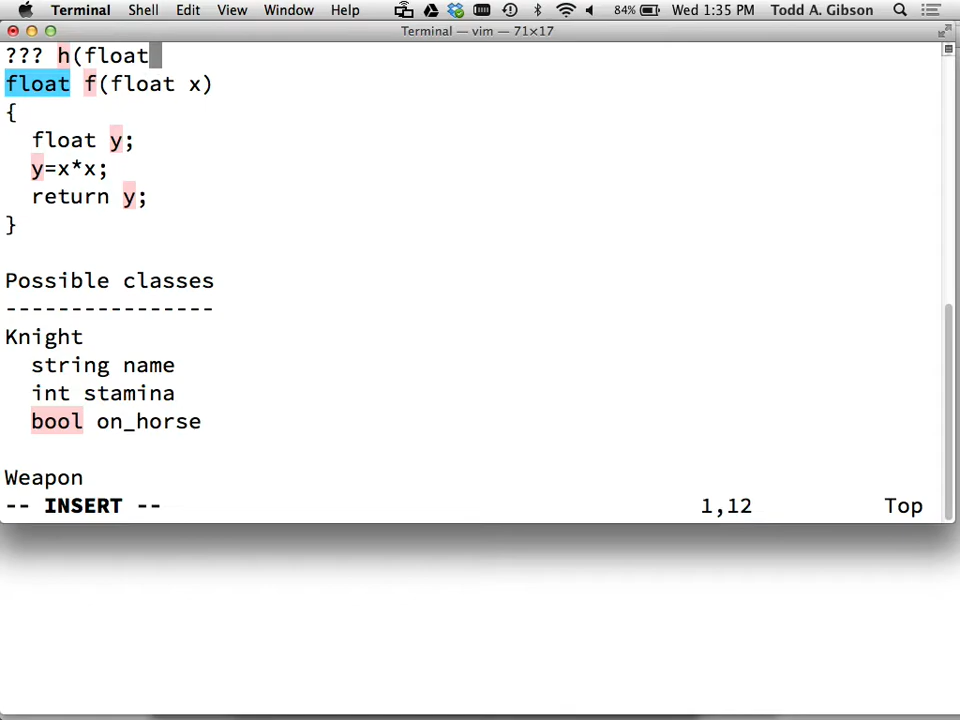 Terminal Shell Edit View Window Help 84% Wed 1:35 PM Todd A. Gibson
Terminal — vim — 71×17
??? h(float
float f(float x)
{
  float y;
  y=x*x;
  return y;
}
Possible classes
----------------
Knight
  string name
  int stamina
  bool on_horse
Weapon
-- INSERT -- 1,12 Top